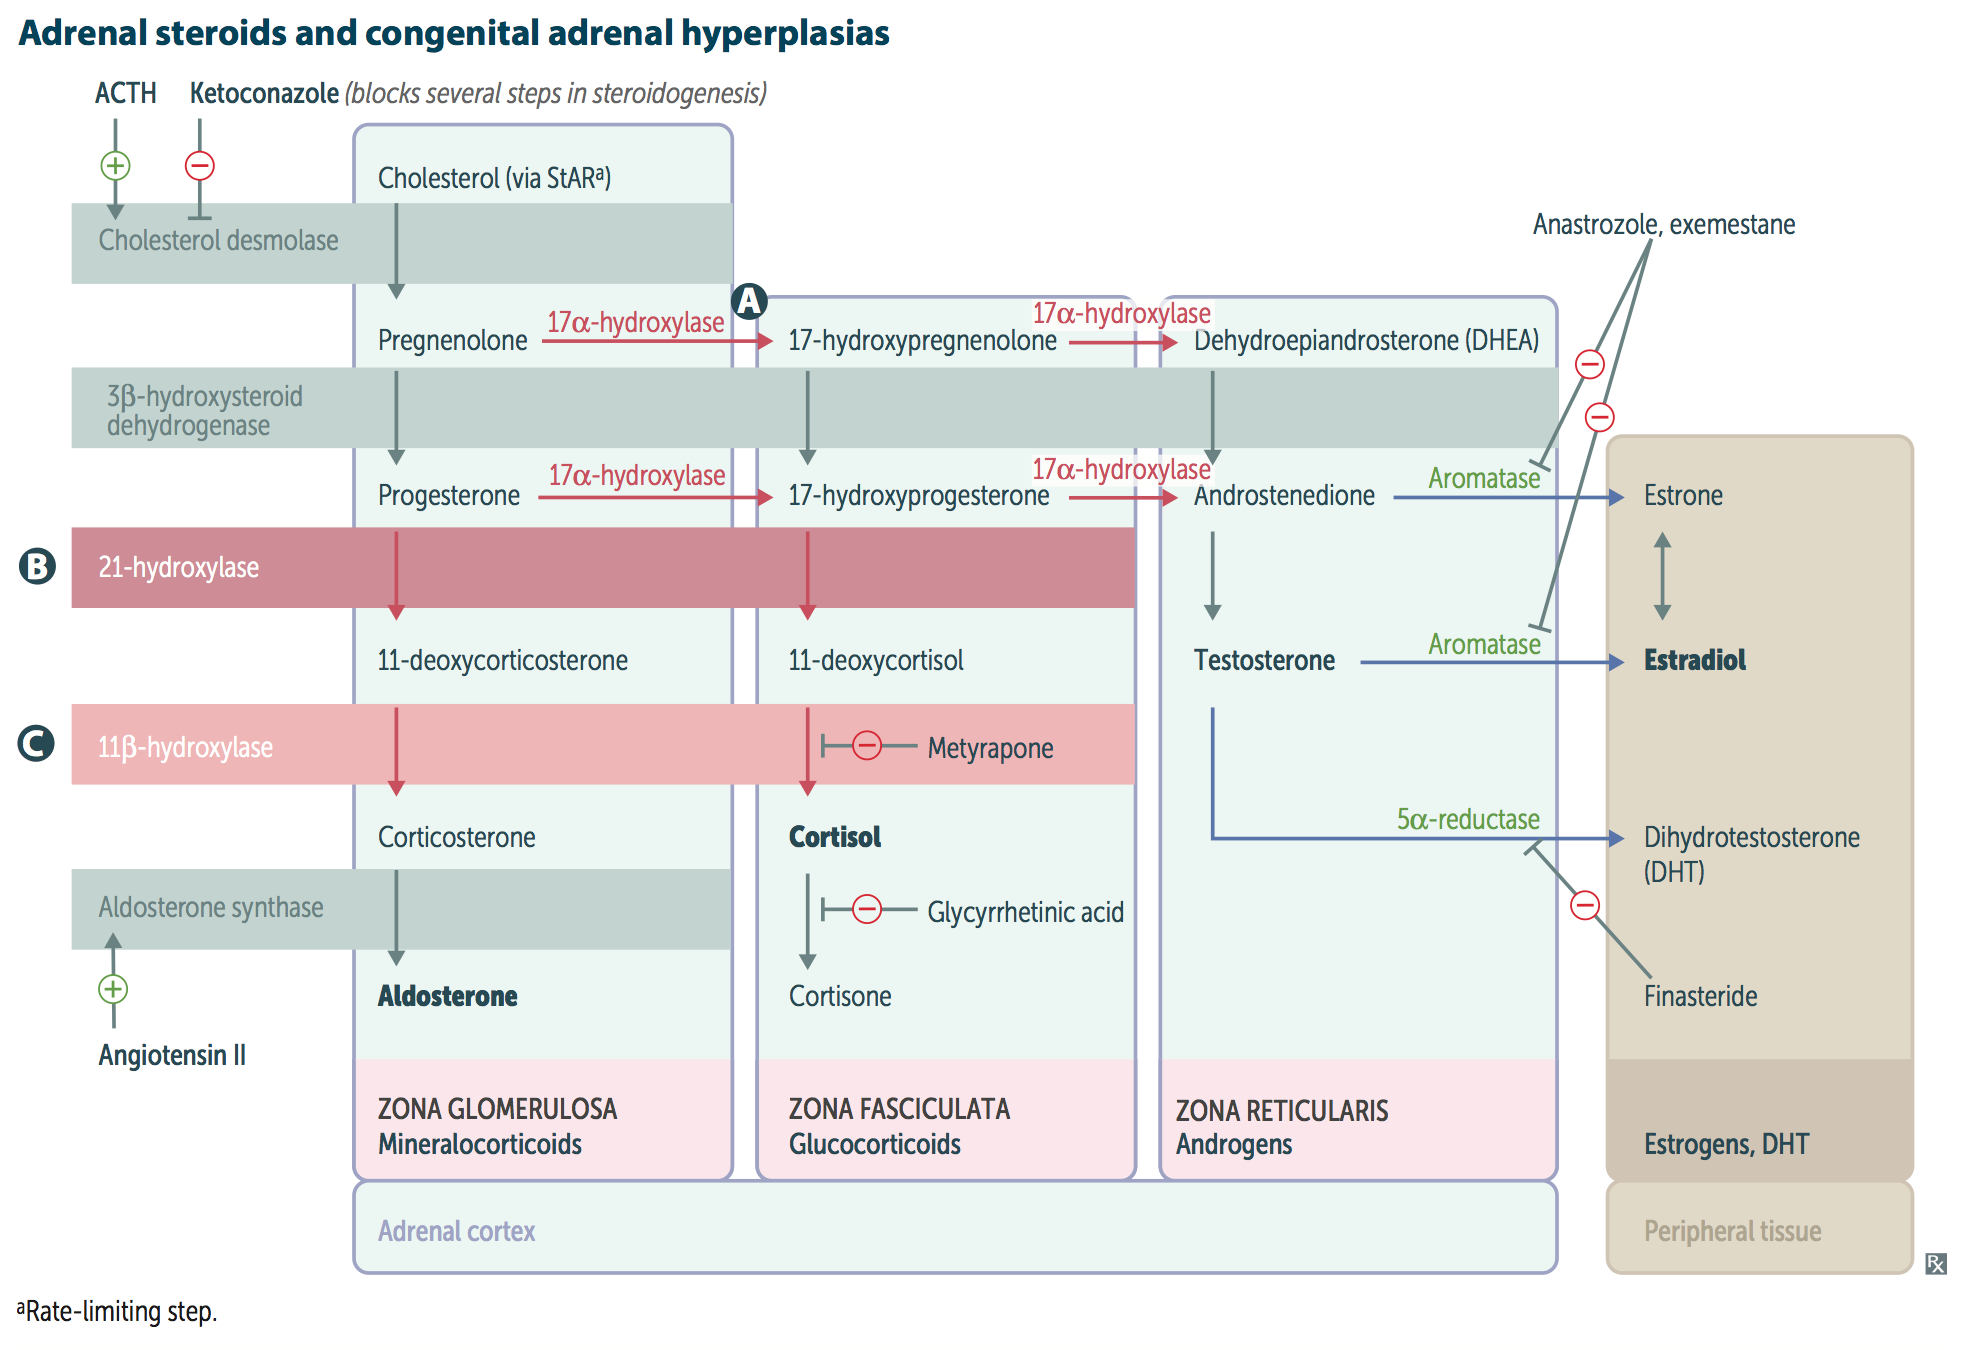 Adrenal steroids and congenital adrenal hyperplasias
ACTH
Ketoconazole (blocks several steps in steroidogenesis)
Cholesterol (via StARª)
Anastrozole, exemestane
Cholesterol desmolase
A
17α-hydroxylase
17α-hydroxylase
Pregnenolone
17-hydroxypregnenolone
Dehydroepiandrosterone (DHEA)
3β-hydroxysteroid
dehydrogenase
17α-hydroxylase
17α-hydroxylase
Aromatase
Progesterone
17-hydroxyprogesterone
Androstenedione
Estrone
B
21-hydroxylase
Aromatase
11-deoxycorticosterone
11-deoxycortisol
Testosterone
Estradiol
C
11β-hydroxylase
Metyrapone
5α-reductase
Corticosterone
Cortisol
Dihydrotestosterone
(DHT)
Aldosterone synthase
Glycyrrhetinic acid
Aldosterone
Cortisone
Finasteride
Angiotensin II
ZONA GLOMERULOSA
Mineralocorticoids
ZONA FASCICULATA
Glucocorticoids
ZONA RETICULARIS
Androgens
Estrogens, DHT
Adrenal cortex
Peripheral tissue
Rx
ªRate-limiting step.